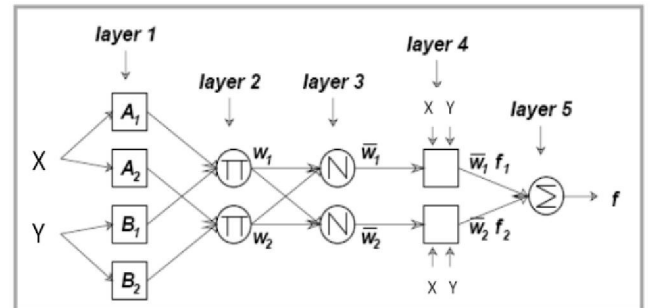 layer 1
layer 4
layer 2
layer 3
layer 5
X Y
A₁
X
A₂
∏
w₁
N
w̅₁
w̅₁ f₁
Σ
f
Y
B₁
∏
w₂
N
w̅₂
w̅₂ f₂
B₂
X Y